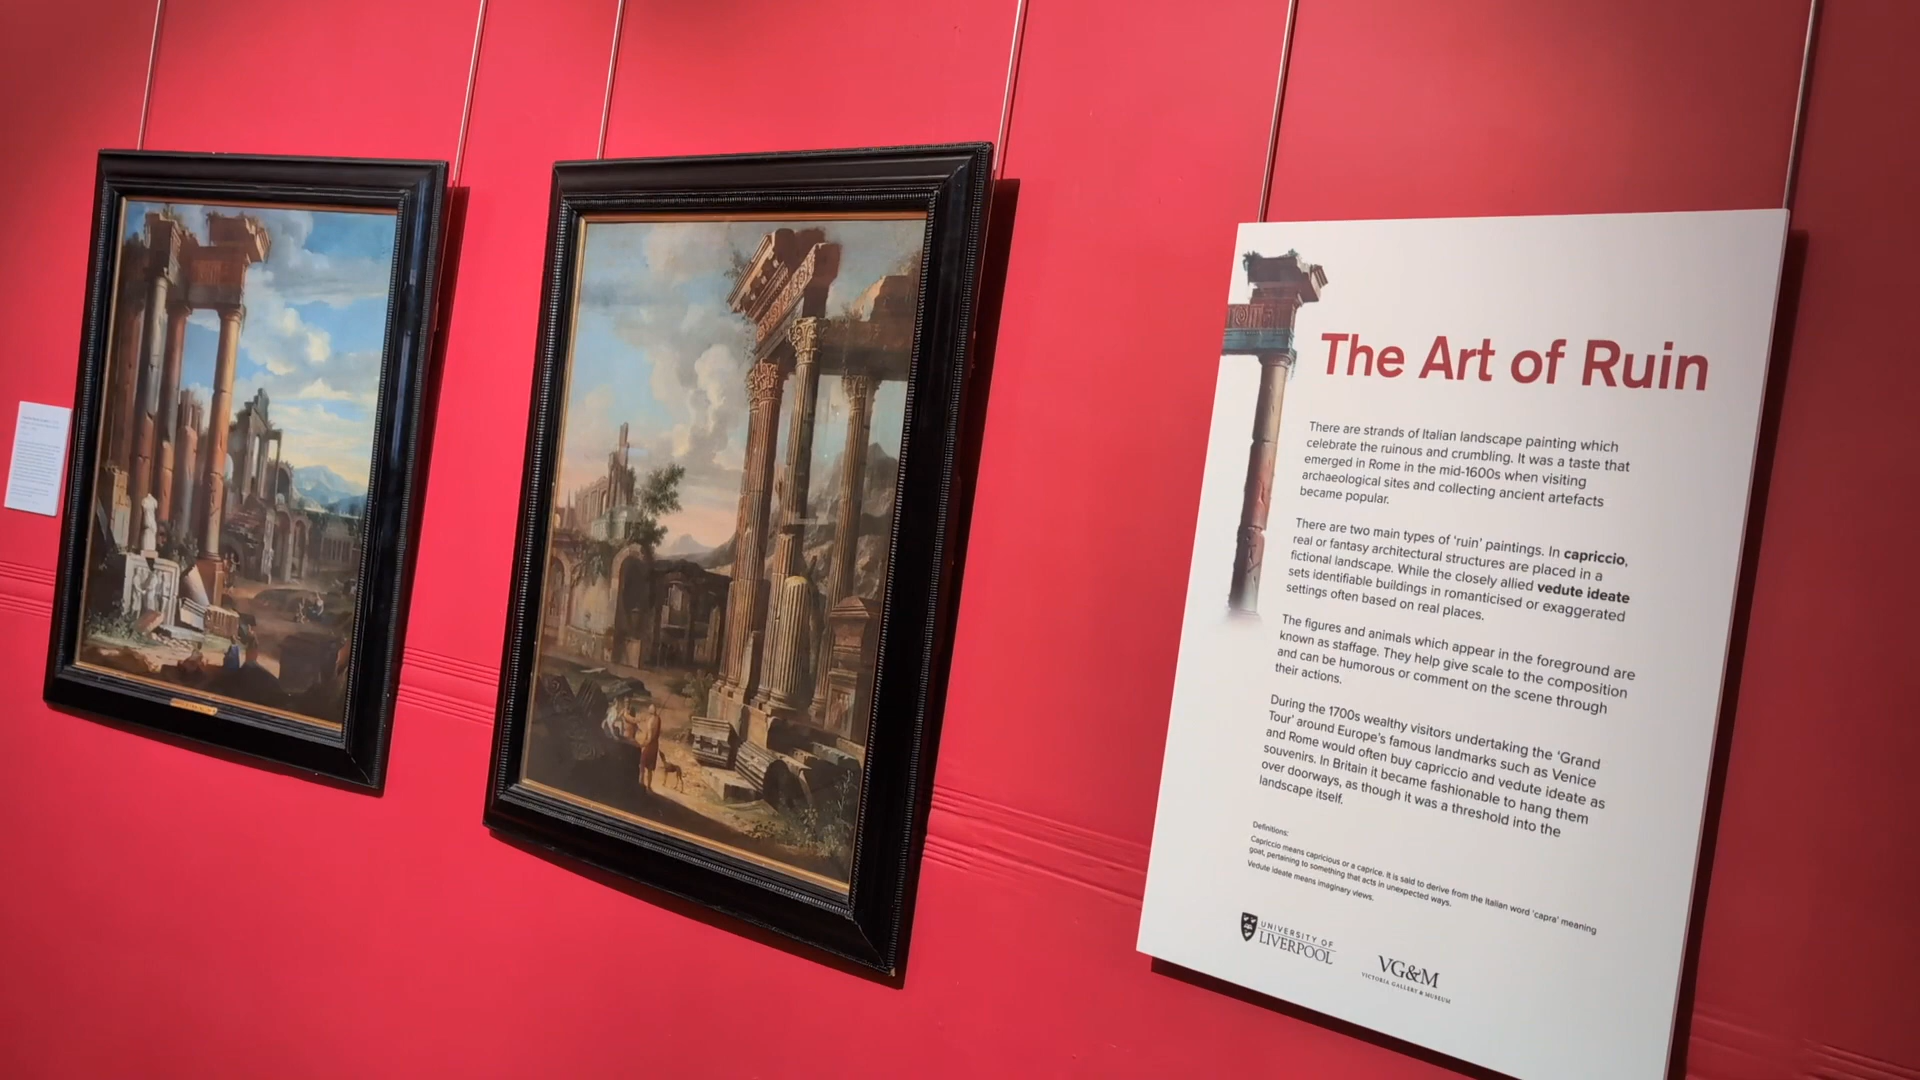 The Art of Ruin
There are strands of Italian landscape painting which
celebrate the ruinous and crumbling. It was a taste that
emerged in Rome in the mid-1600s when visiting
archaeological sites and collecting ancient artefacts
became popular.
There are two main types of 'ruin' paintings. In capriccio,
real or fantasy architectural structures are placed in a
fictional landscape. While the closely allied vedute ideate
sets identifiable buildings in romanticised or exaggerated
settings often based on real places.
The figures and animals which appear in the foreground are
known as staffage. They help give scale to the composition
and can be humorous or comment on the scene through
their actions.
During the 1700s wealthy visitors undertaking the 'Grand
Tour' around Europe's famous landmarks such as Venice
and Rome would often buy capriccio and vedute ideate as
souvenirs. In Britain it became fashionable to hang them
over doorways, as though it was a threshold into the
landscape itself.
Definitions:
Capriccio means capricious or a caprice. It is said to derive from the Italian word 'capra' meaning
goat, pertaining to something that acts in unexpected ways.
Vedute ideate means imaginary views.
UNIVERSITY OF
LIVERPOOL
VG&M
VICTORIA GALLERY & MUSEUM